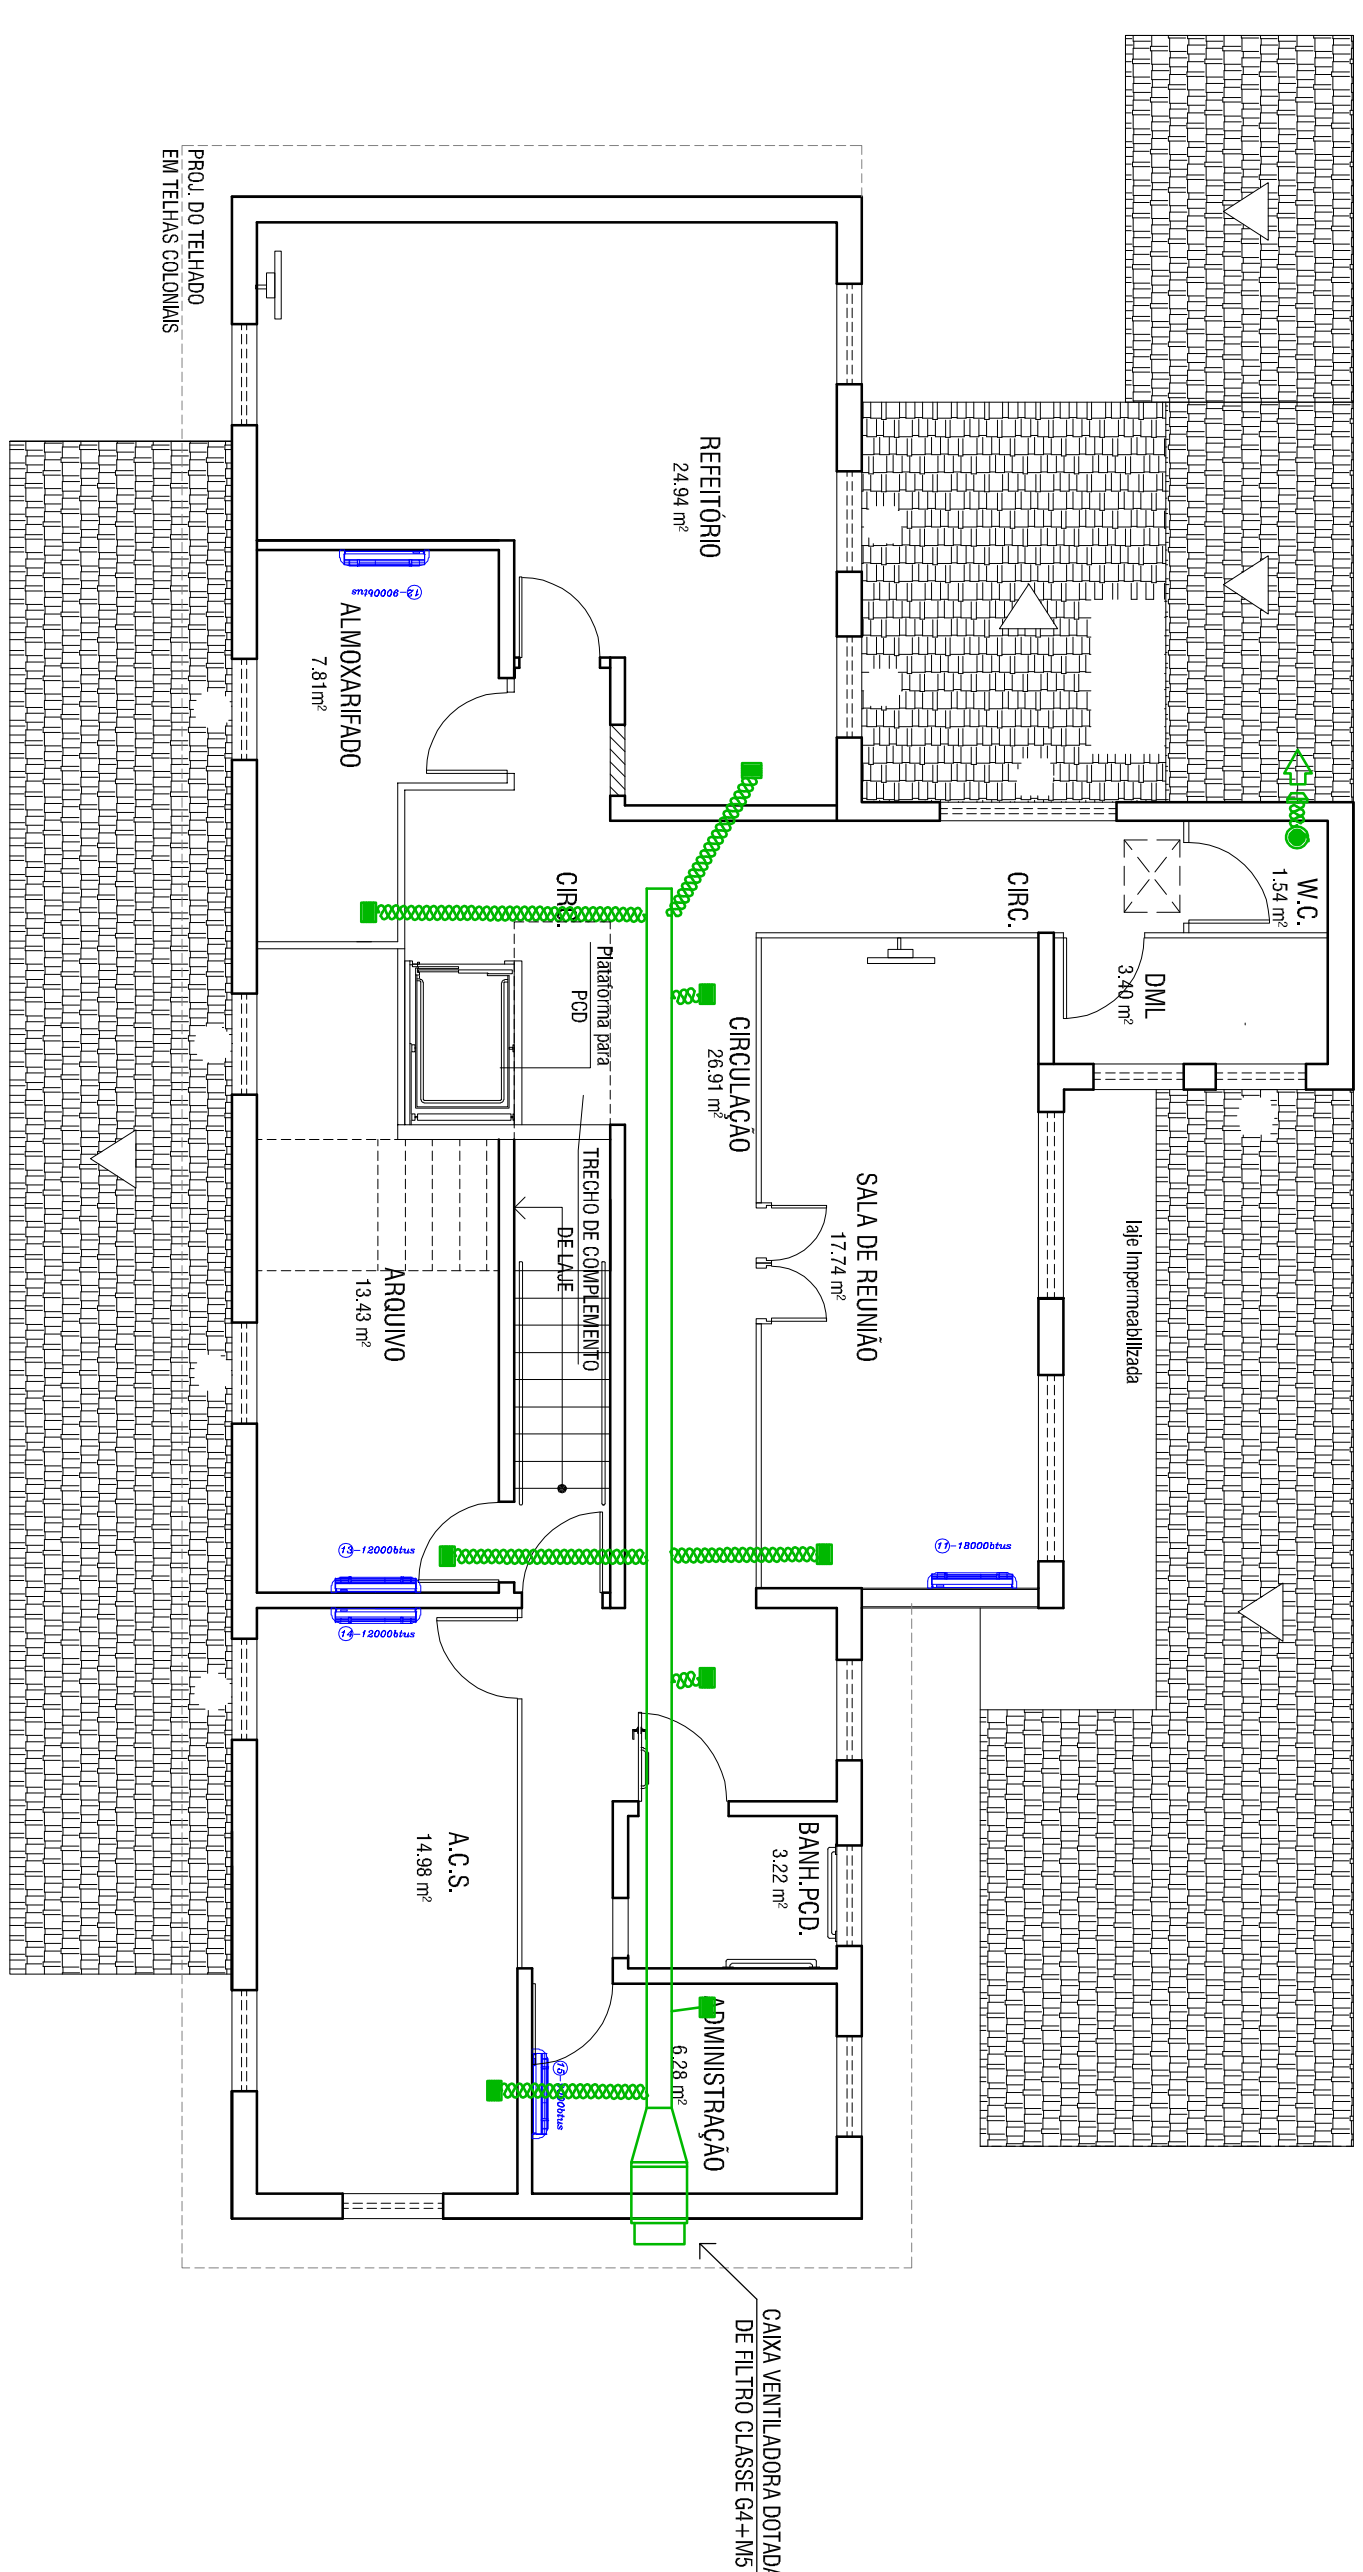 PROJ. DO TELHADO
EM TELHAS COLONIAIS
REFEITÓRIO
24.94 m²
12-9000btus
ALMOXARIFADO
7.81m²
W.C.
1.54 m²
CIRC.
CIRC.
DML
3.40 m²
Plataforma para
PCD
CIRCULAÇÃO
26.91 m²
SALA DE REUNIÃO
17.74 m²
laje Impermeabilizada
TRECHO DE COMPLEMENTO
DE LAJE
ARQUIVO
13.43 m²
13-12000btus
14-12000btus
11-18000btus
A.C.S.
14.98 m²
BANH.PCD.
3.22 m²
ADMINISTRAÇÃO
6.28 m²
CAIXA VENTILADORA DOTADA
DE FILTRO CLASSE G4+M5